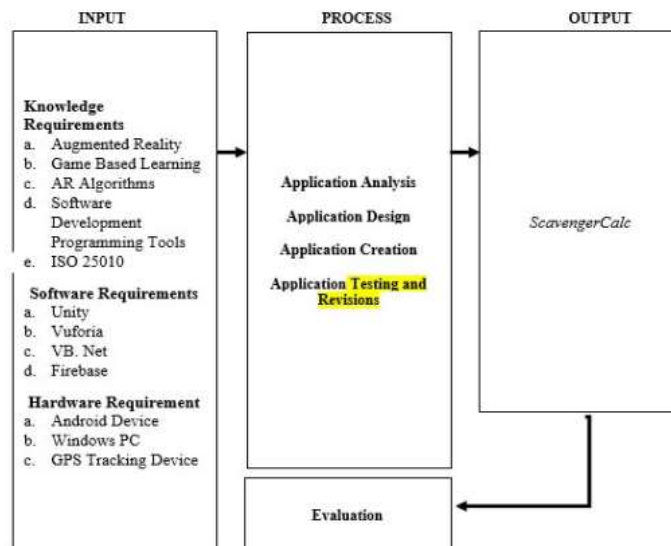 INPUT
PROCESS
OUTPUT
Knowledge
Requirements
a. Augmented Reality
b. Game Based Learning
c. AR Algorithms
d. Software
Development
Programming Tools
e. ISO 25010
Software Requirements
a. Unity
b. Vuforia
c. VB. Net
d. Firebase
Hardware Requirement
a. Android Device
b. Windows PC
c. GPS Tracking Device
Application Analysis
Application Design
Application Creation
Application Testing and
Revisions
Evaluation
ScavengerCalc